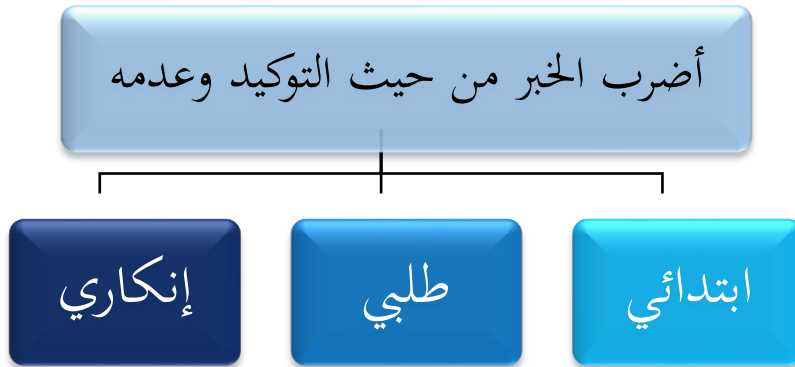 أضرب الخبر من حيث التوكيد وعدمه
ابتدائي
طلبي
إنكاري